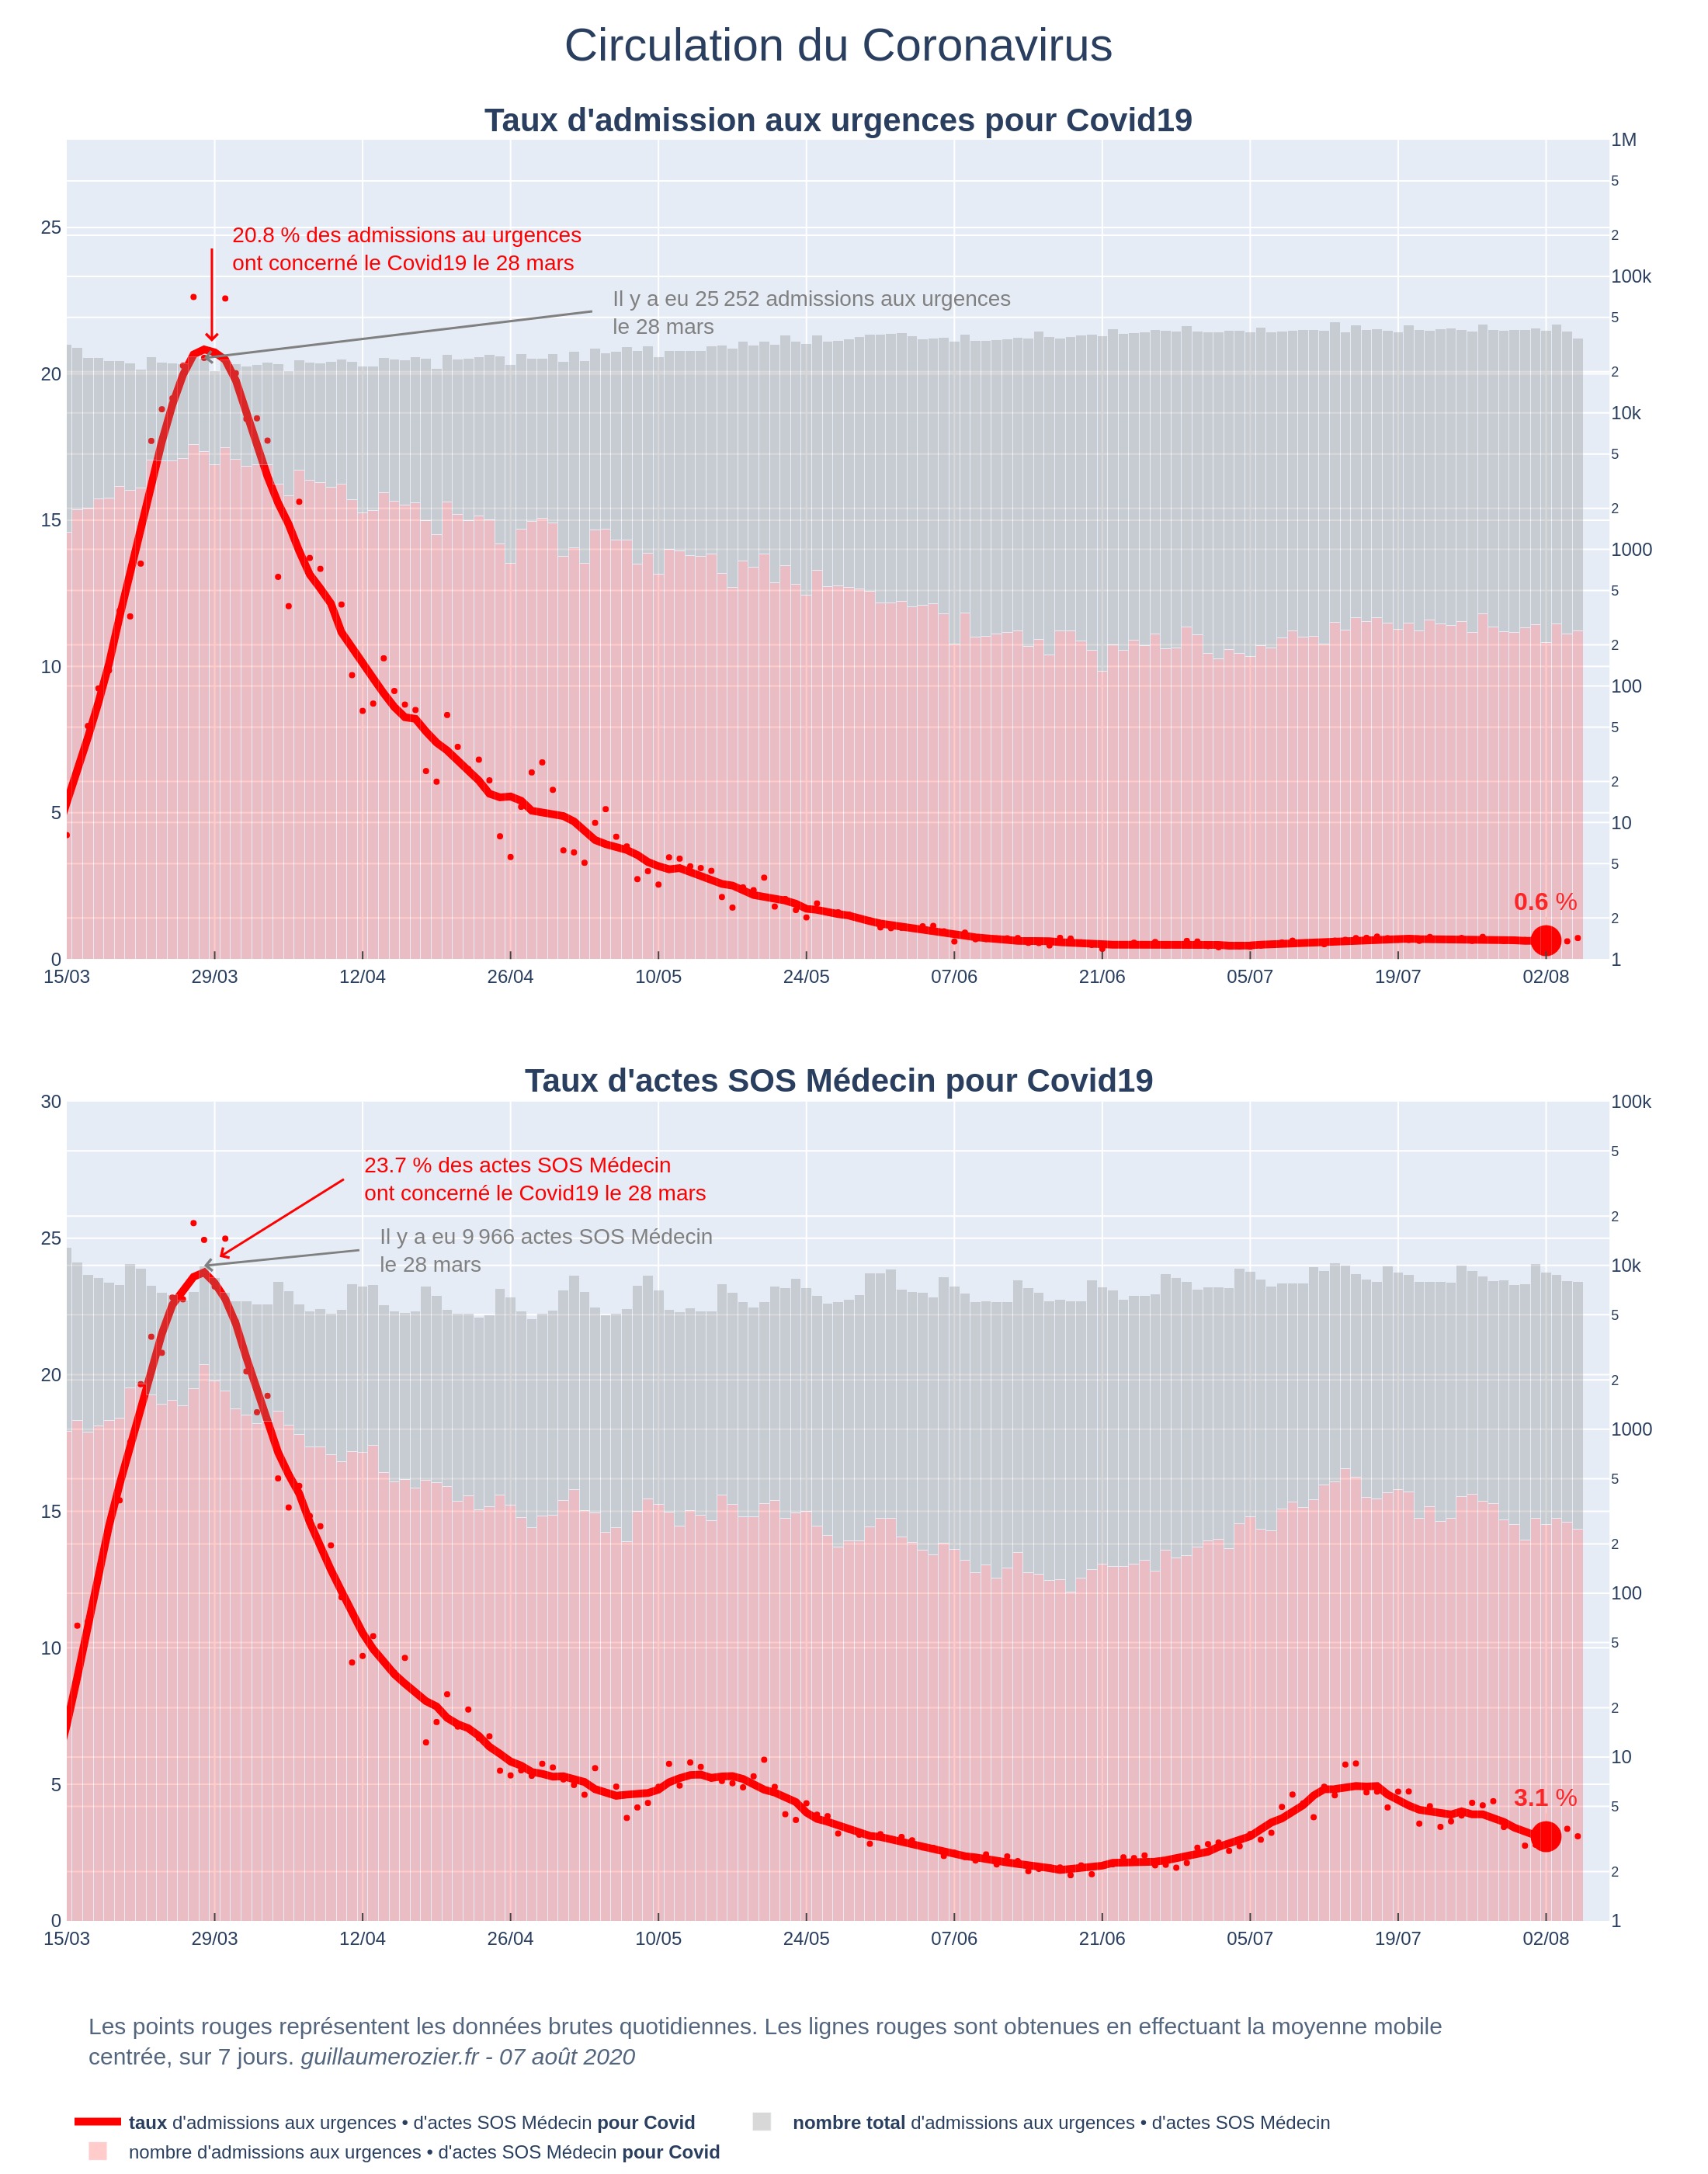 Circulation du Coronavirus
Taux d'admission aux urgences pour Covid19
1M
5
25
2
20.8 % des admissions au urgences
ont concerné le Covid19 le 28 mars
100k
Il y a eu 25 252 admissions aux urgences
le 28 mars
5
20
2
10k
5
15
2
1000
5
10
2
100
5
5
2
10
5
0.6 %
2
0
1
15/03 29/03 12/04 26/04 10/05 24/05 07/06 21/06 05/07 19/07 02/08
Taux d'actes SOS Médecin pour Covid19
30
100k
5
23.7 % des actes SOS Médecin
ont concerné le Covid19 le 28 mars
2
25
Il y a eu 9 966 actes SOS Médecin
le 28 mars
10k
5
20
2
1000
5
15
2
100
10
5
2
10
5
3.1 %
5
2
0
1
15/03 29/03 12/04 26/04 10/05 24/05 07/06 21/06 05/07 19/07 02/08
Les points rouges représentent les données brutes quotidiennes. Les lignes rouges sont obtenues en effectuant la moyenne mobile
centrée, sur 7 jours. guillaumerozier.fr - 07 août 2020
taux d'admissions aux urgences • d'actes SOS Médecin pour Covid
nombre total d'admissions aux urgences • d'actes SOS Médecin
nombre d'admissions aux urgences • d'actes SOS Médecin pour Covid